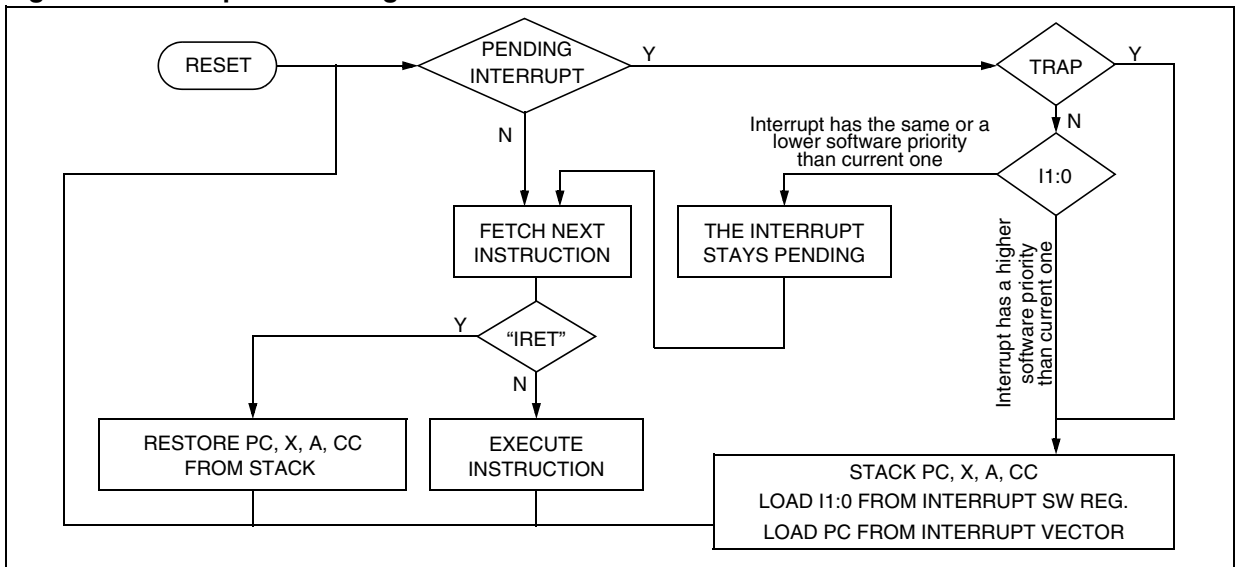 RESET
PENDING
INTERRUPT
Y
TRAP
Y
N
N
Interrupt has the same or a
lower software priority
than current one
I1:0
FETCH NEXT
INSTRUCTION
THE INTERRUPT
STAYS PENDING
Interrupt has a higher
software priority
than current one
Y
“IRET”
N
RESTORE PC, X, A, CC
FROM STACK
EXECUTE
INSTRUCTION
STACK PC, X, A, CC
LOAD I1:0 FROM INTERRUPT SW REG.
LOAD PC FROM INTERRUPT VECTOR